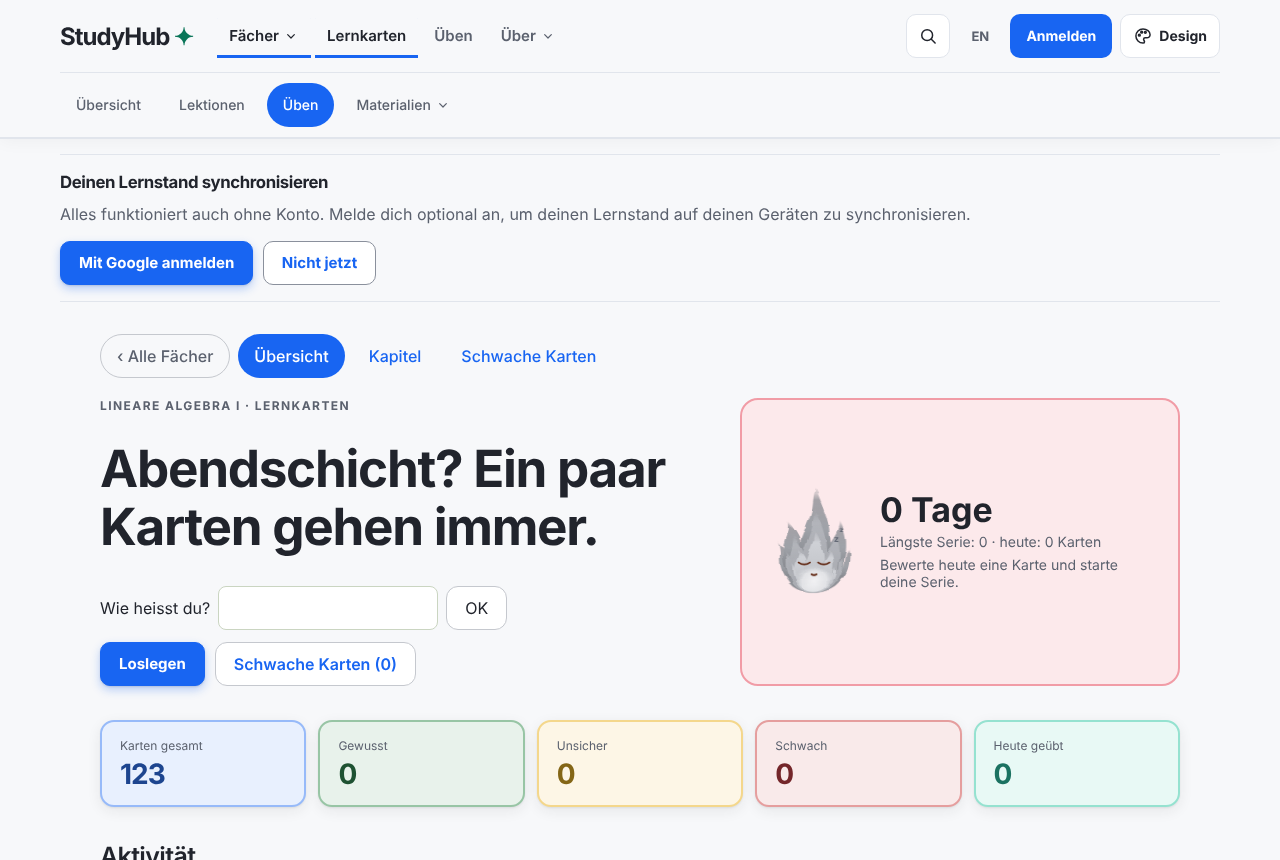 StudyHub
Fächer
Lernkarten
Üben
Über
EN
Anmelden
Design
Übersicht
Lektionen
Üben
Materialien
Deinen Lernstand synchronisieren
Alles funktioniert auch ohne Konto. Melde dich optional an, um deinen Lernstand auf deinen Geräten zu synchronisieren.
Mit Google anmelden
Nicht jetzt
‹ Alle Fächer
Übersicht
Kapitel
Schwache Karten
LINEARE ALGEBRA I · LERNKARTEN
Abendschicht? Ein paar
Karten gehen immer.
Wie heisst du?
OK
Loslegen
Schwache Karten (0)
0 Tage
Längste Serie: 0 · heute: 0 Karten
Bewerte heute eine Karte und starte
deine Serie.
Karten gesamt
123
Gewusst
0
Unsicher
0
Schwach
0
Heute geübt
0
Aktivität